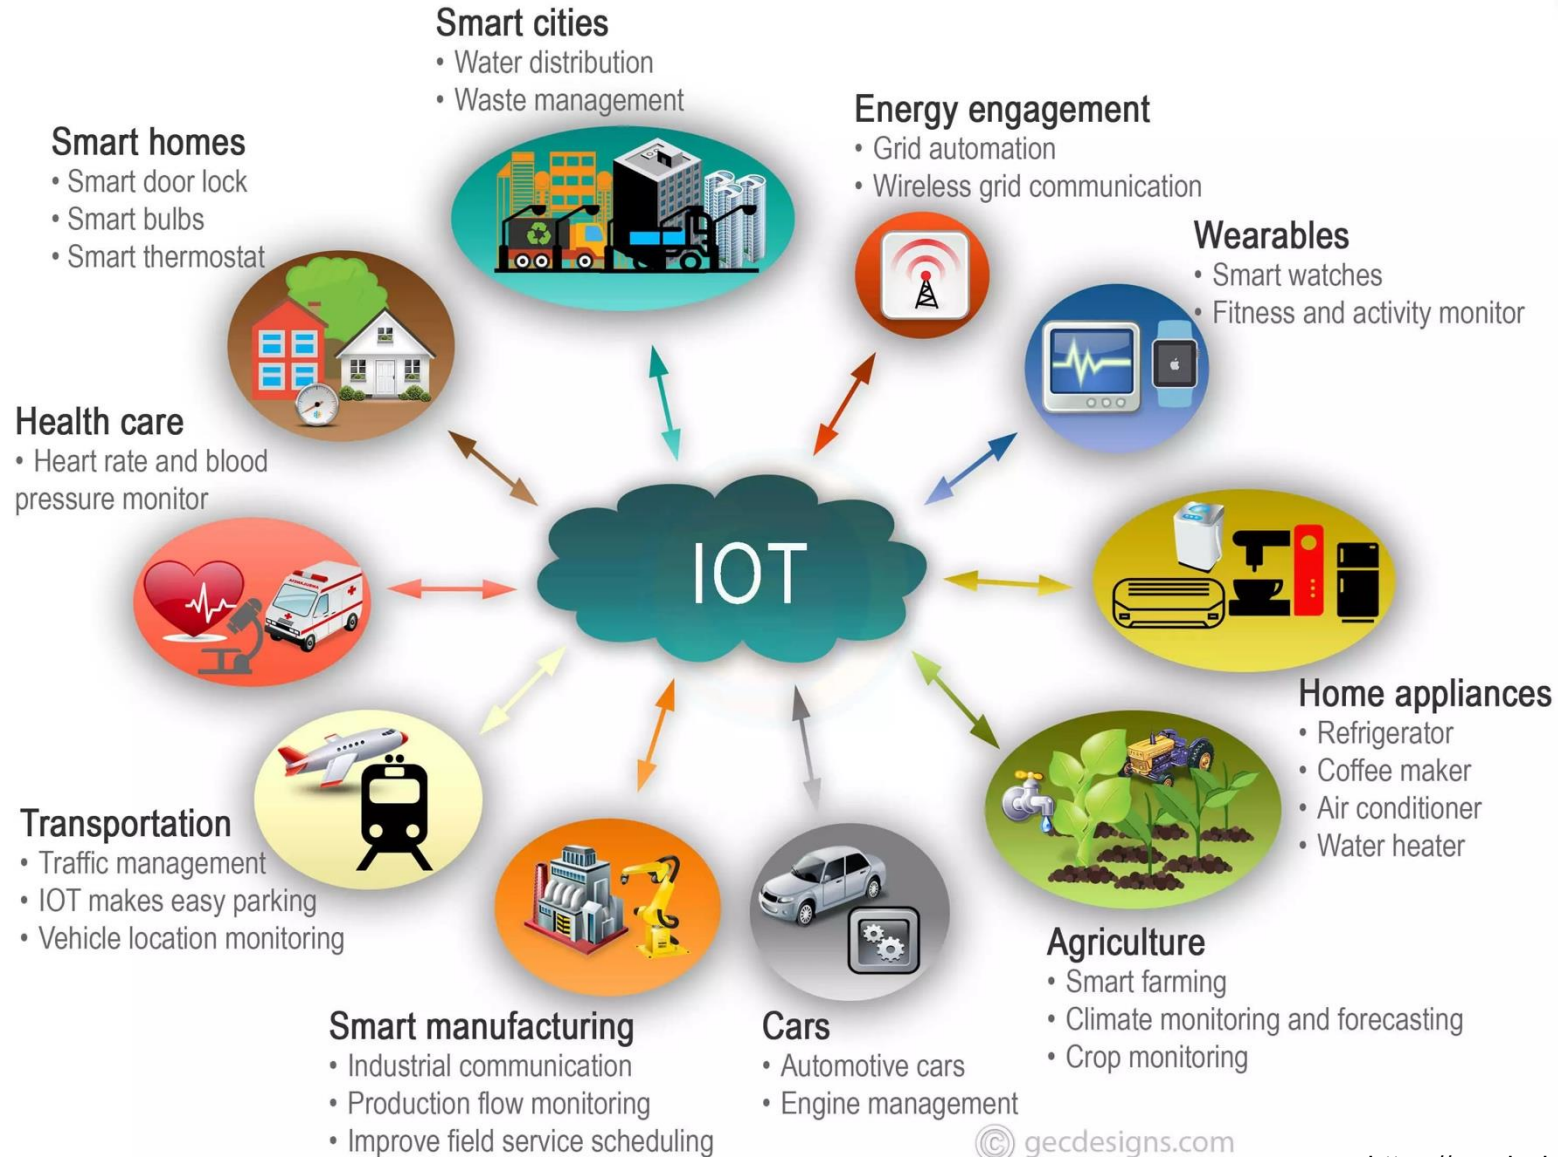 Smart cities
• Water distribution
• Waste management
Energy engagement
• Grid automation
• Wireless grid communication
Smart homes
• Smart door lock
• Smart bulbs
• Smart thermostat
Wearables
• Smart watches
• Fitness and activity monitor
Health care
• Heart rate and blood
pressure monitor
IOT
Home appliances
• Refrigerator
• Coffee maker
• Air conditioner
• Water heater
Transportation
• Traffic management
• IOT makes easy parking
• Vehicle location monitoring
Agriculture
• Smart farming
• Climate monitoring and forecasting
• Crop monitoring
Smart manufacturing
• Industrial communication
• Production flow monitoring
• Improve field service scheduling
Cars
• Automotive cars
• Engine management
© gecdesigns.com